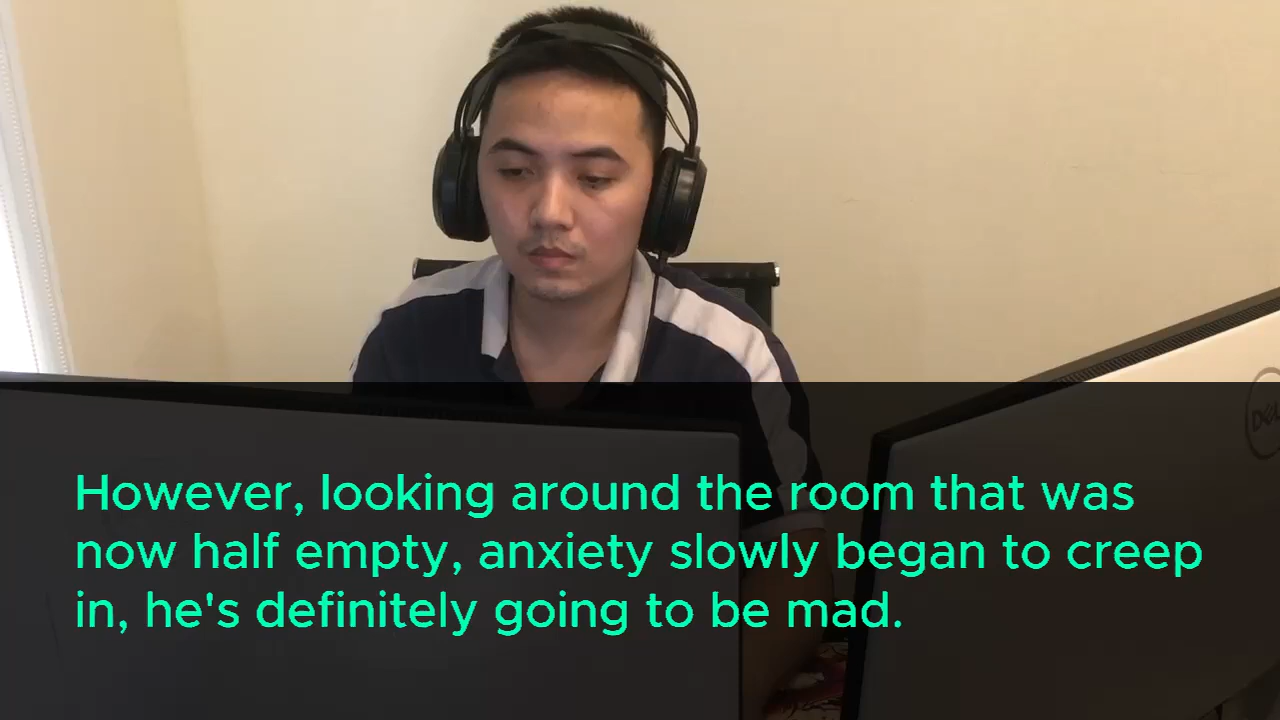 However, looking around the room that was
now half empty, anxiety slowly began to creep
in, he's definitely going to be mad.
DELL